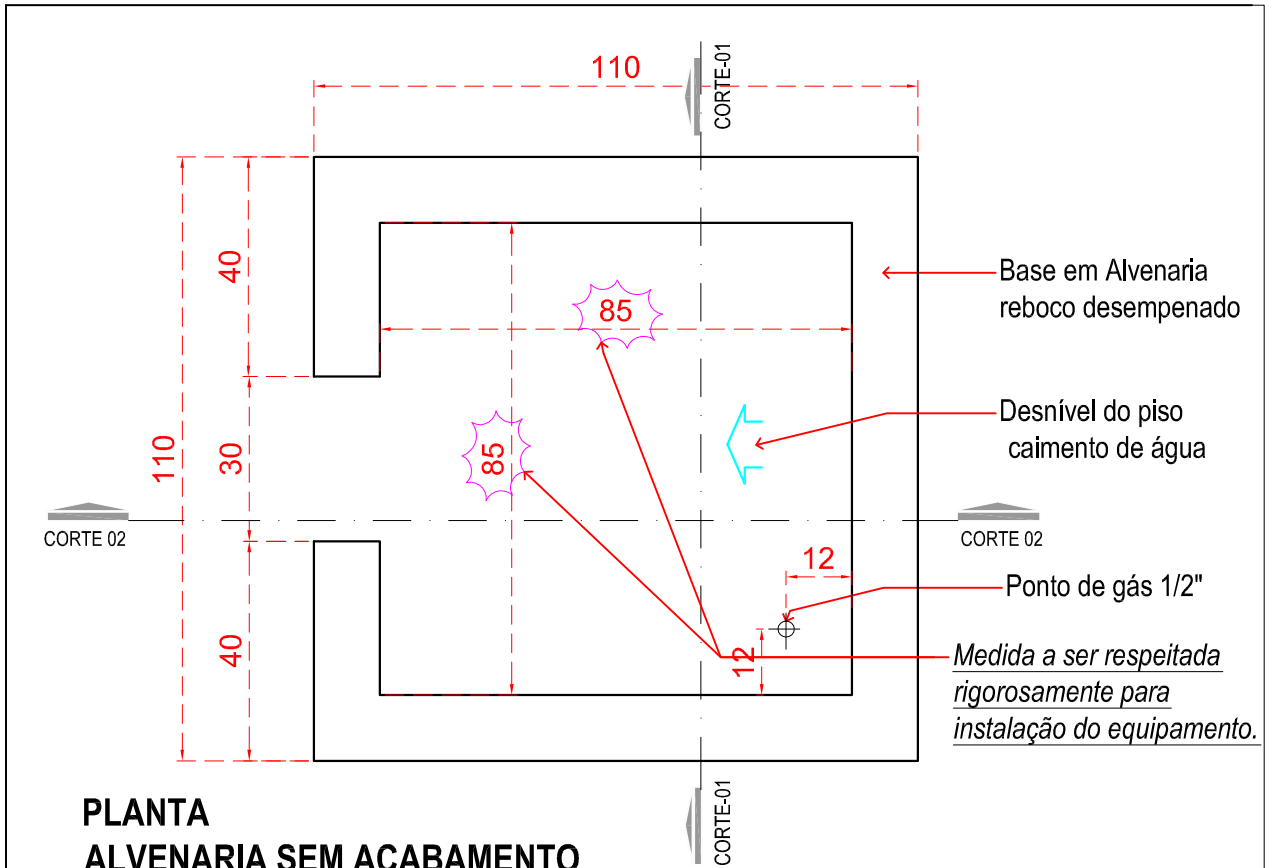 110
CORTE-01
40
30
40
110
85
85
Base em Alvenaria
reboco desempenado
Desnível do piso
caimento de água
CORTE 02
CORTE 02
12
12
Ponto de gás 1/2"
Medida a ser respeitada
rigorosamente para
instalação do equipamento.
CORTE-01
PLANTA
ALVENARIA SEM ACABAMENTO